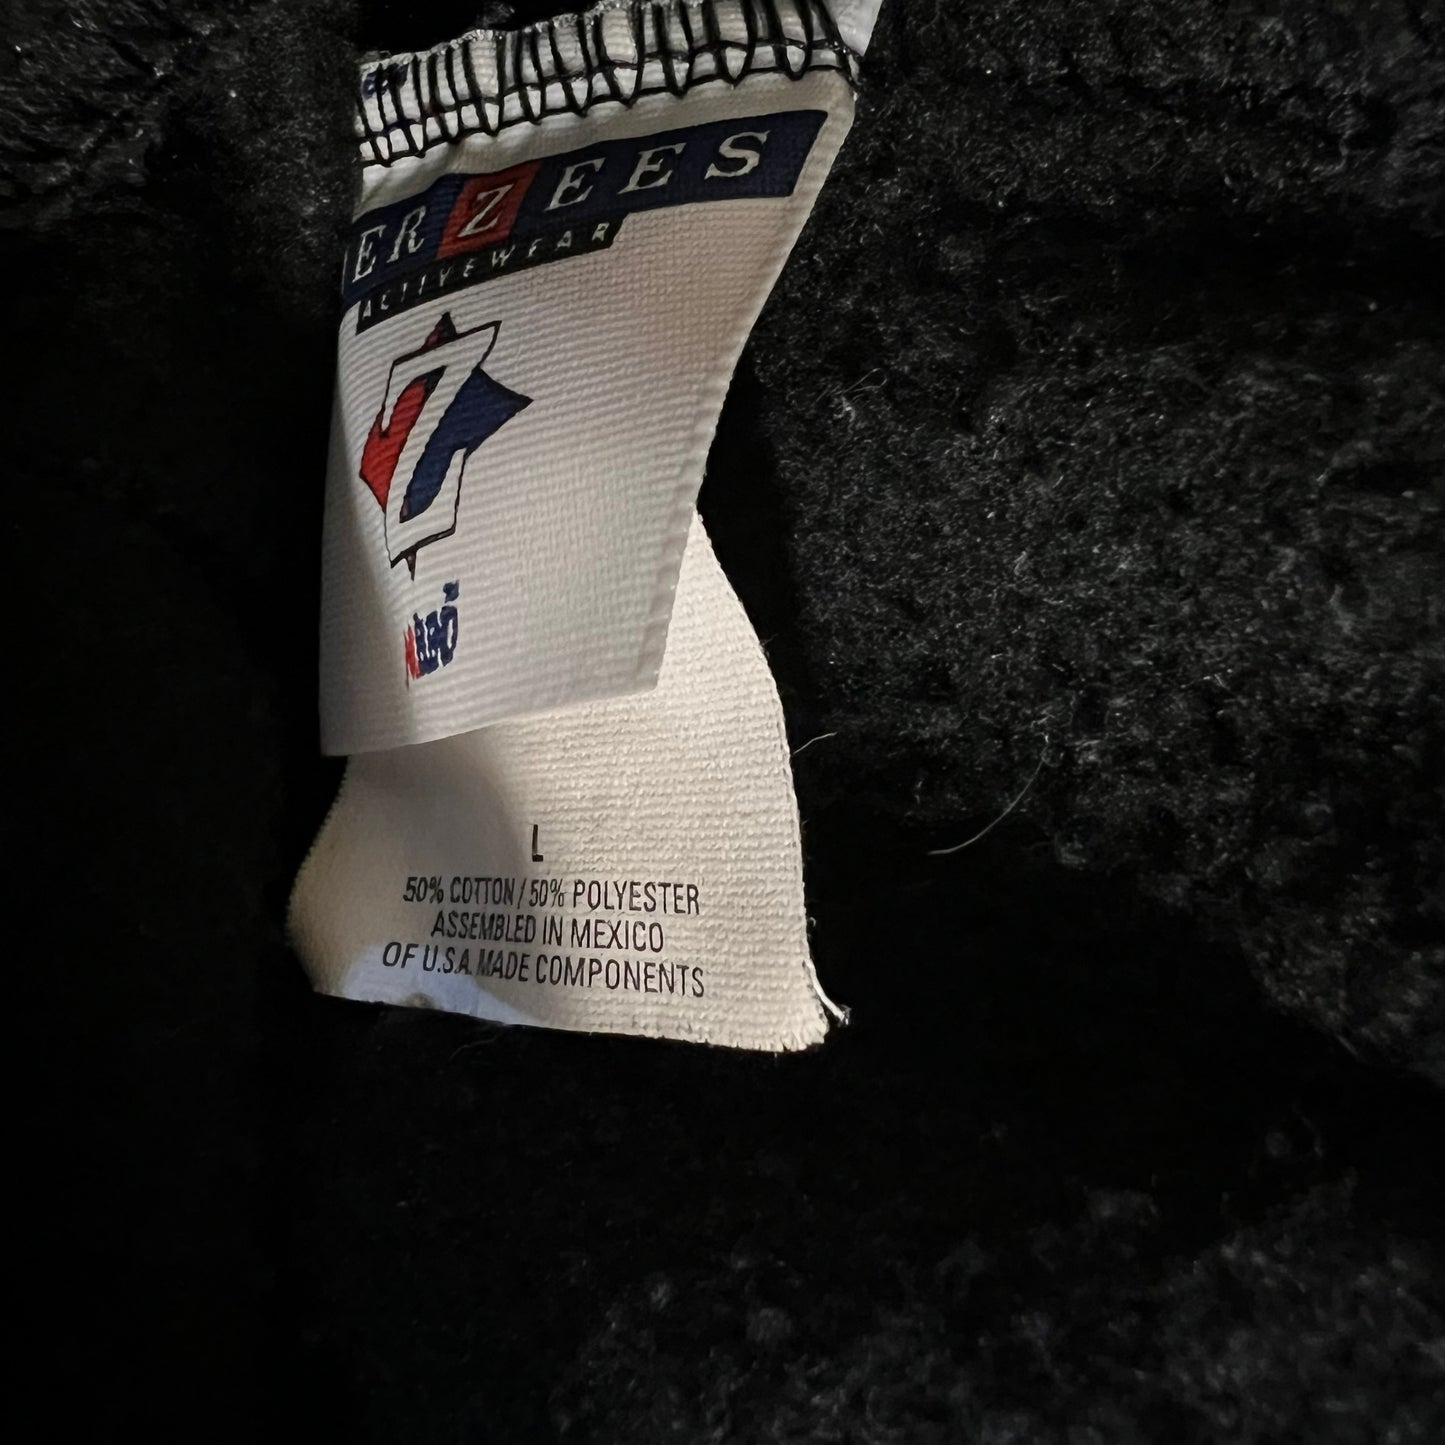 ERZEES
ACTIVEWEAR
L
50% COTTON / 50% POLYESTER
ASSEMBLED IN MEXICO
OF U.S.A. MADE COMPONENTS